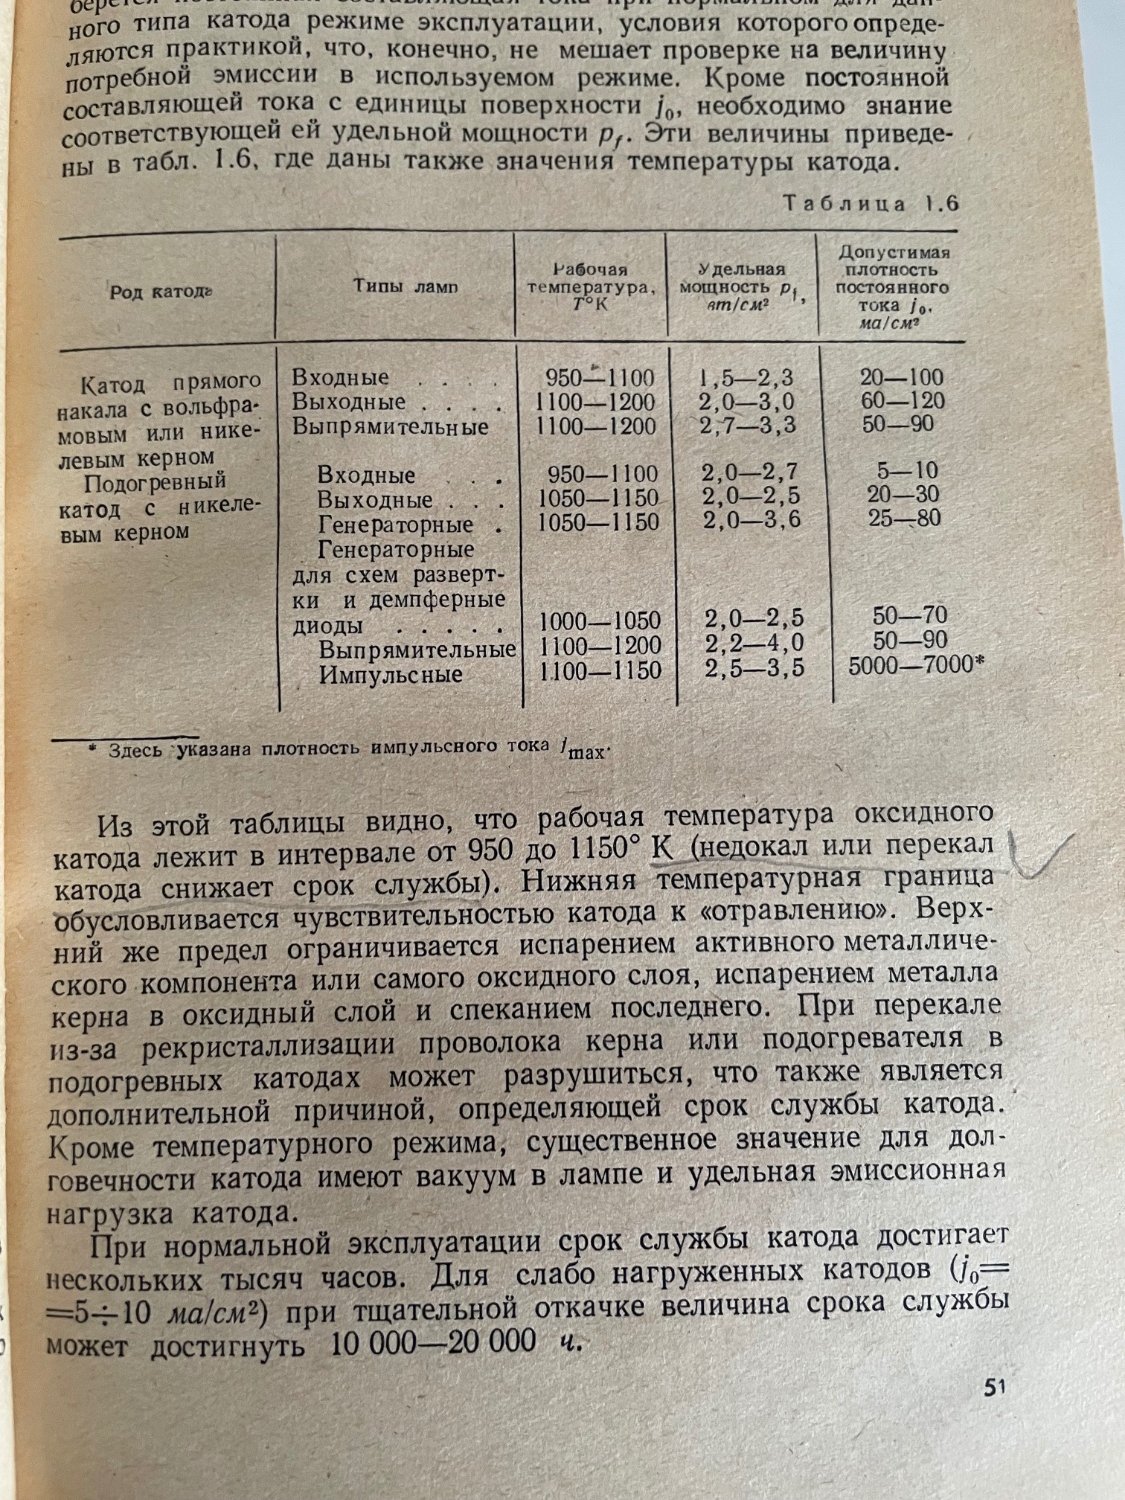 ного типа катода режиме эксплуатации, условия которого опреде-
ляются практикой, что, конечно, не мешает проверке на величину
потребной эмиссии в используемом режиме. Кроме постоянной
составляющей тока с единицы поверхности j₀, необходимо знание
соответствующей ей удельной мощности p_f. Эти величины приведе-
ны в табл. 1.6, где даны также значения температуры катода.
Таблица 1.6
Род катода | Типы ламп | Рабочая температура, T°К | Удельная мощность p_f, вт/см² | Допустимая плотность постоянного тока j₀, ма/см²
Катод прямого | Входные . . . . | 950—1100 | 1,5—2,3 | 20—100
накала с вольфра- | Выходные . . . . | 1100—1200 | 2,0—3,0 | 60—120
мовым или нике- | Выпрямительные | 1100—1200 | 2,7—3,3 | 50—90
левым керном
Подогревный | Входные . . | 950—1100 | 2,0—2,7 | 5—10
катод с никеле- | Выходные . . . | 1050—1150 | 2,0—2,5 | 20—30
вым керном | Генераторные . | 1050—1150 | 2,0—3,6 | 25—80
Генераторные
для схем разверт-
ки и демпферные
диоды . . . . . | 1000—1050 | 2,0—2,5 | 50—70
Выпрямительные | 1100—1200 | 2,2—4,0 | 50—90
Импульсные | 1100—1150 | 2,5—3,5 | 5000—7000*
* Здесь указана плотность импульсного тока j_max.
Из этой таблицы видно, что рабочая температура оксидного
катода лежит в интервале от 950 до 1150° К (недокал или перекал
катода снижает срок службы). Нижняя температурная граница
обусловливается чувствительностью катода к «отравлению». Верх-
ний же предел ограничивается испарением активного металличе-
ского компонента или самого оксидного слоя, испарением металла
керна в оксидный слой и спеканием последнего. При перекале
из-за рекристаллизации проволока керна или подогревателя в
подогревных катодах может разрушиться, что также является
дополнительной причиной, определяющей срок службы катода.
Кроме температурного режима, существенное значение для дол-
говечности катода имеют вакуум в лампе и удельная эмиссионная
нагрузка катода.
При нормальной эксплуатации срок службы катода достигает
нескольких тысяч часов. Для слабо нагруженных катодов (j₀=
=5÷10 ма/см²) при тщательной откачке величина срока службы
может достигнуть 10 000—20 000 ч.
51